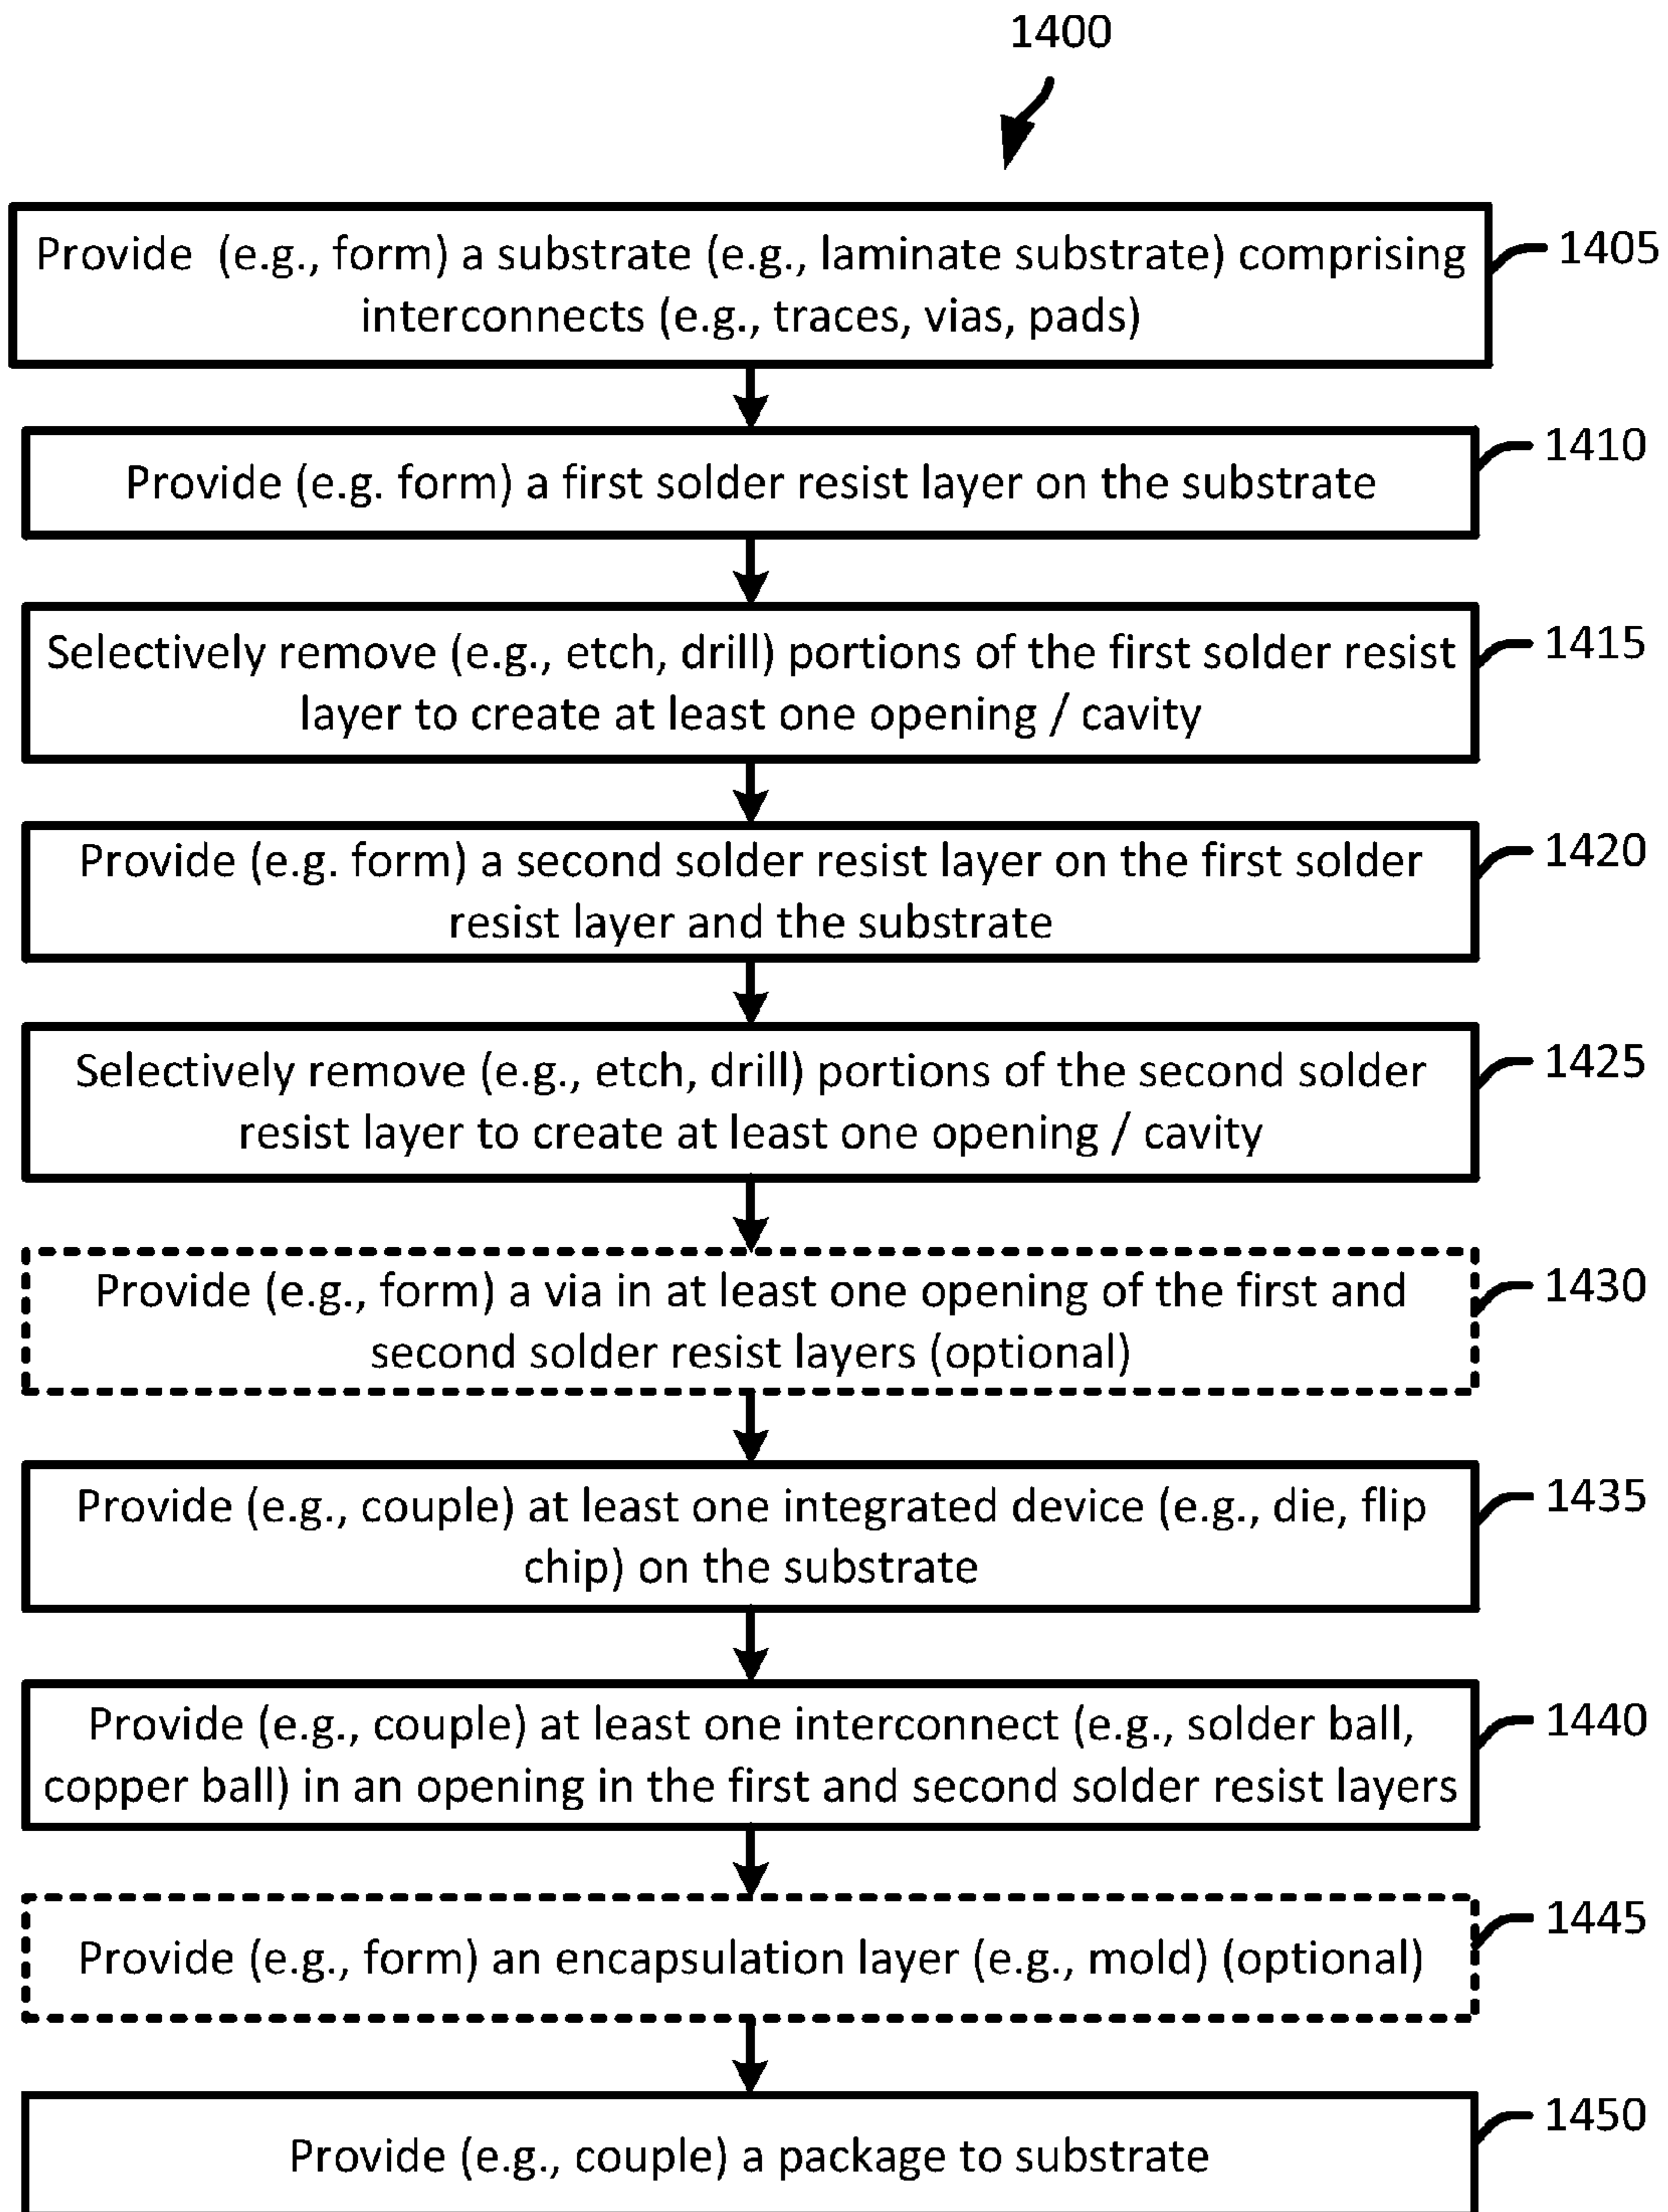 1400
Provide (e.g., form) a substrate (e.g., laminate substrate) comprising
interconnects (e.g., traces, vias, pads)
1405
Provide (e.g. form) a first solder resist layer on the substrate
1410
Selectively remove (e.g., etch, drill) portions of the first solder resist
layer to create at least one opening / cavity
1415
Provide (e.g. form) a second solder resist layer on the first solder
resist layer and the substrate
1420
Selectively remove (e.g., etch, drill) portions of the second solder
resist layer to create at least one opening / cavity
1425
Provide (e.g., form) a via in at least one opening of the first and
second solder resist layers (optional)
1430
Provide (e.g., couple) at least one integrated device (e.g., die, flip
chip) on the substrate
1435
Provide (e.g., couple) at least one interconnect (e.g., solder ball,
copper ball) in an opening in the first and second solder resist layers
1440
Provide (e.g., form) an encapsulation layer (e.g., mold) (optional)
1445
Provide (e.g., couple) a package to substrate
1450